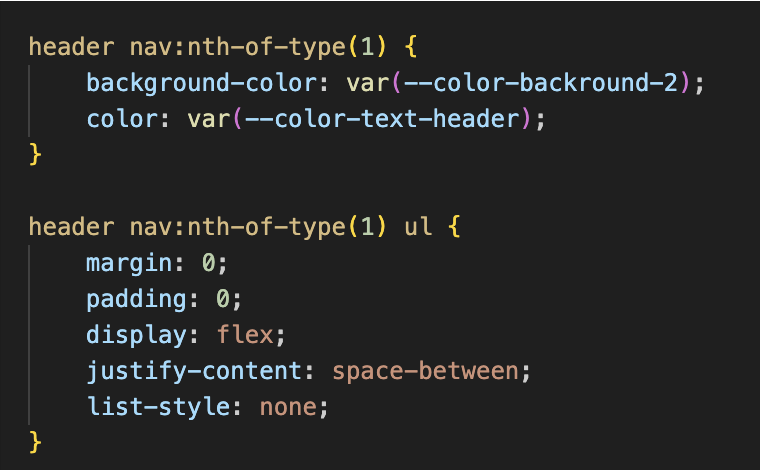 header nav:nth-of-type(1) {
    background-color: var(--color-backround-2);
    color: var(--color-text-header);
}

header nav:nth-of-type(1) ul {
    margin: 0;
    padding: 0;
    display: flex;
    justify-content: space-between;
    list-style: none;
}